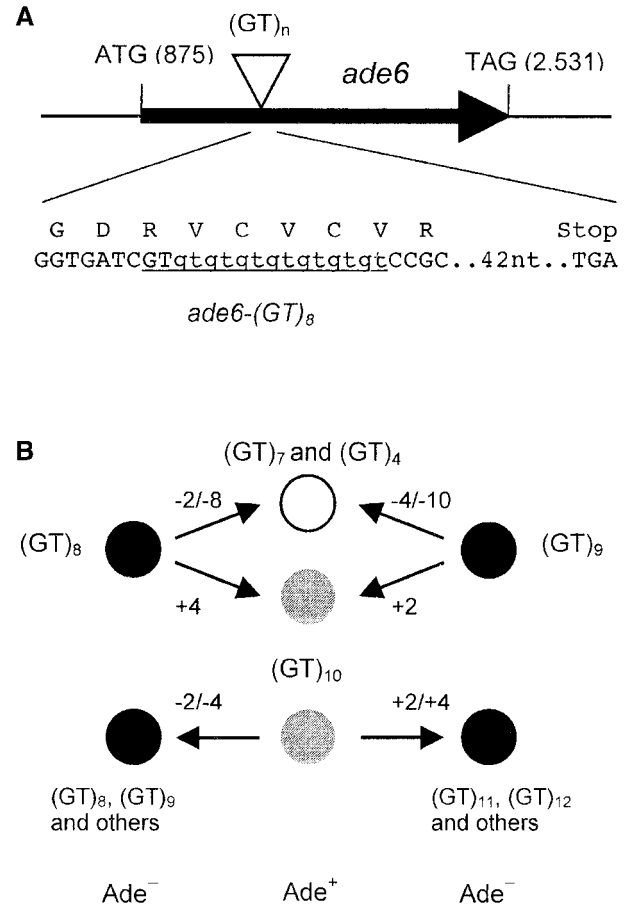 A
(GT)n
ATG (875)
ade6
TAG (2.531)
G D R V C V C V R Stop
GGTGATCGTgtgtgtgtgtgtgtCCGC..42nt..TGA
ade6-(GT)8
B
(GT)7 and (GT)4
-2/-8
-4/-10
(GT)8
(GT)9
+4
+2
(GT)10
-2/-4
+2/+4
(GT)8, (GT)9
and others
(GT)11, (GT)12
and others
Ade−
Ade+
Ade−